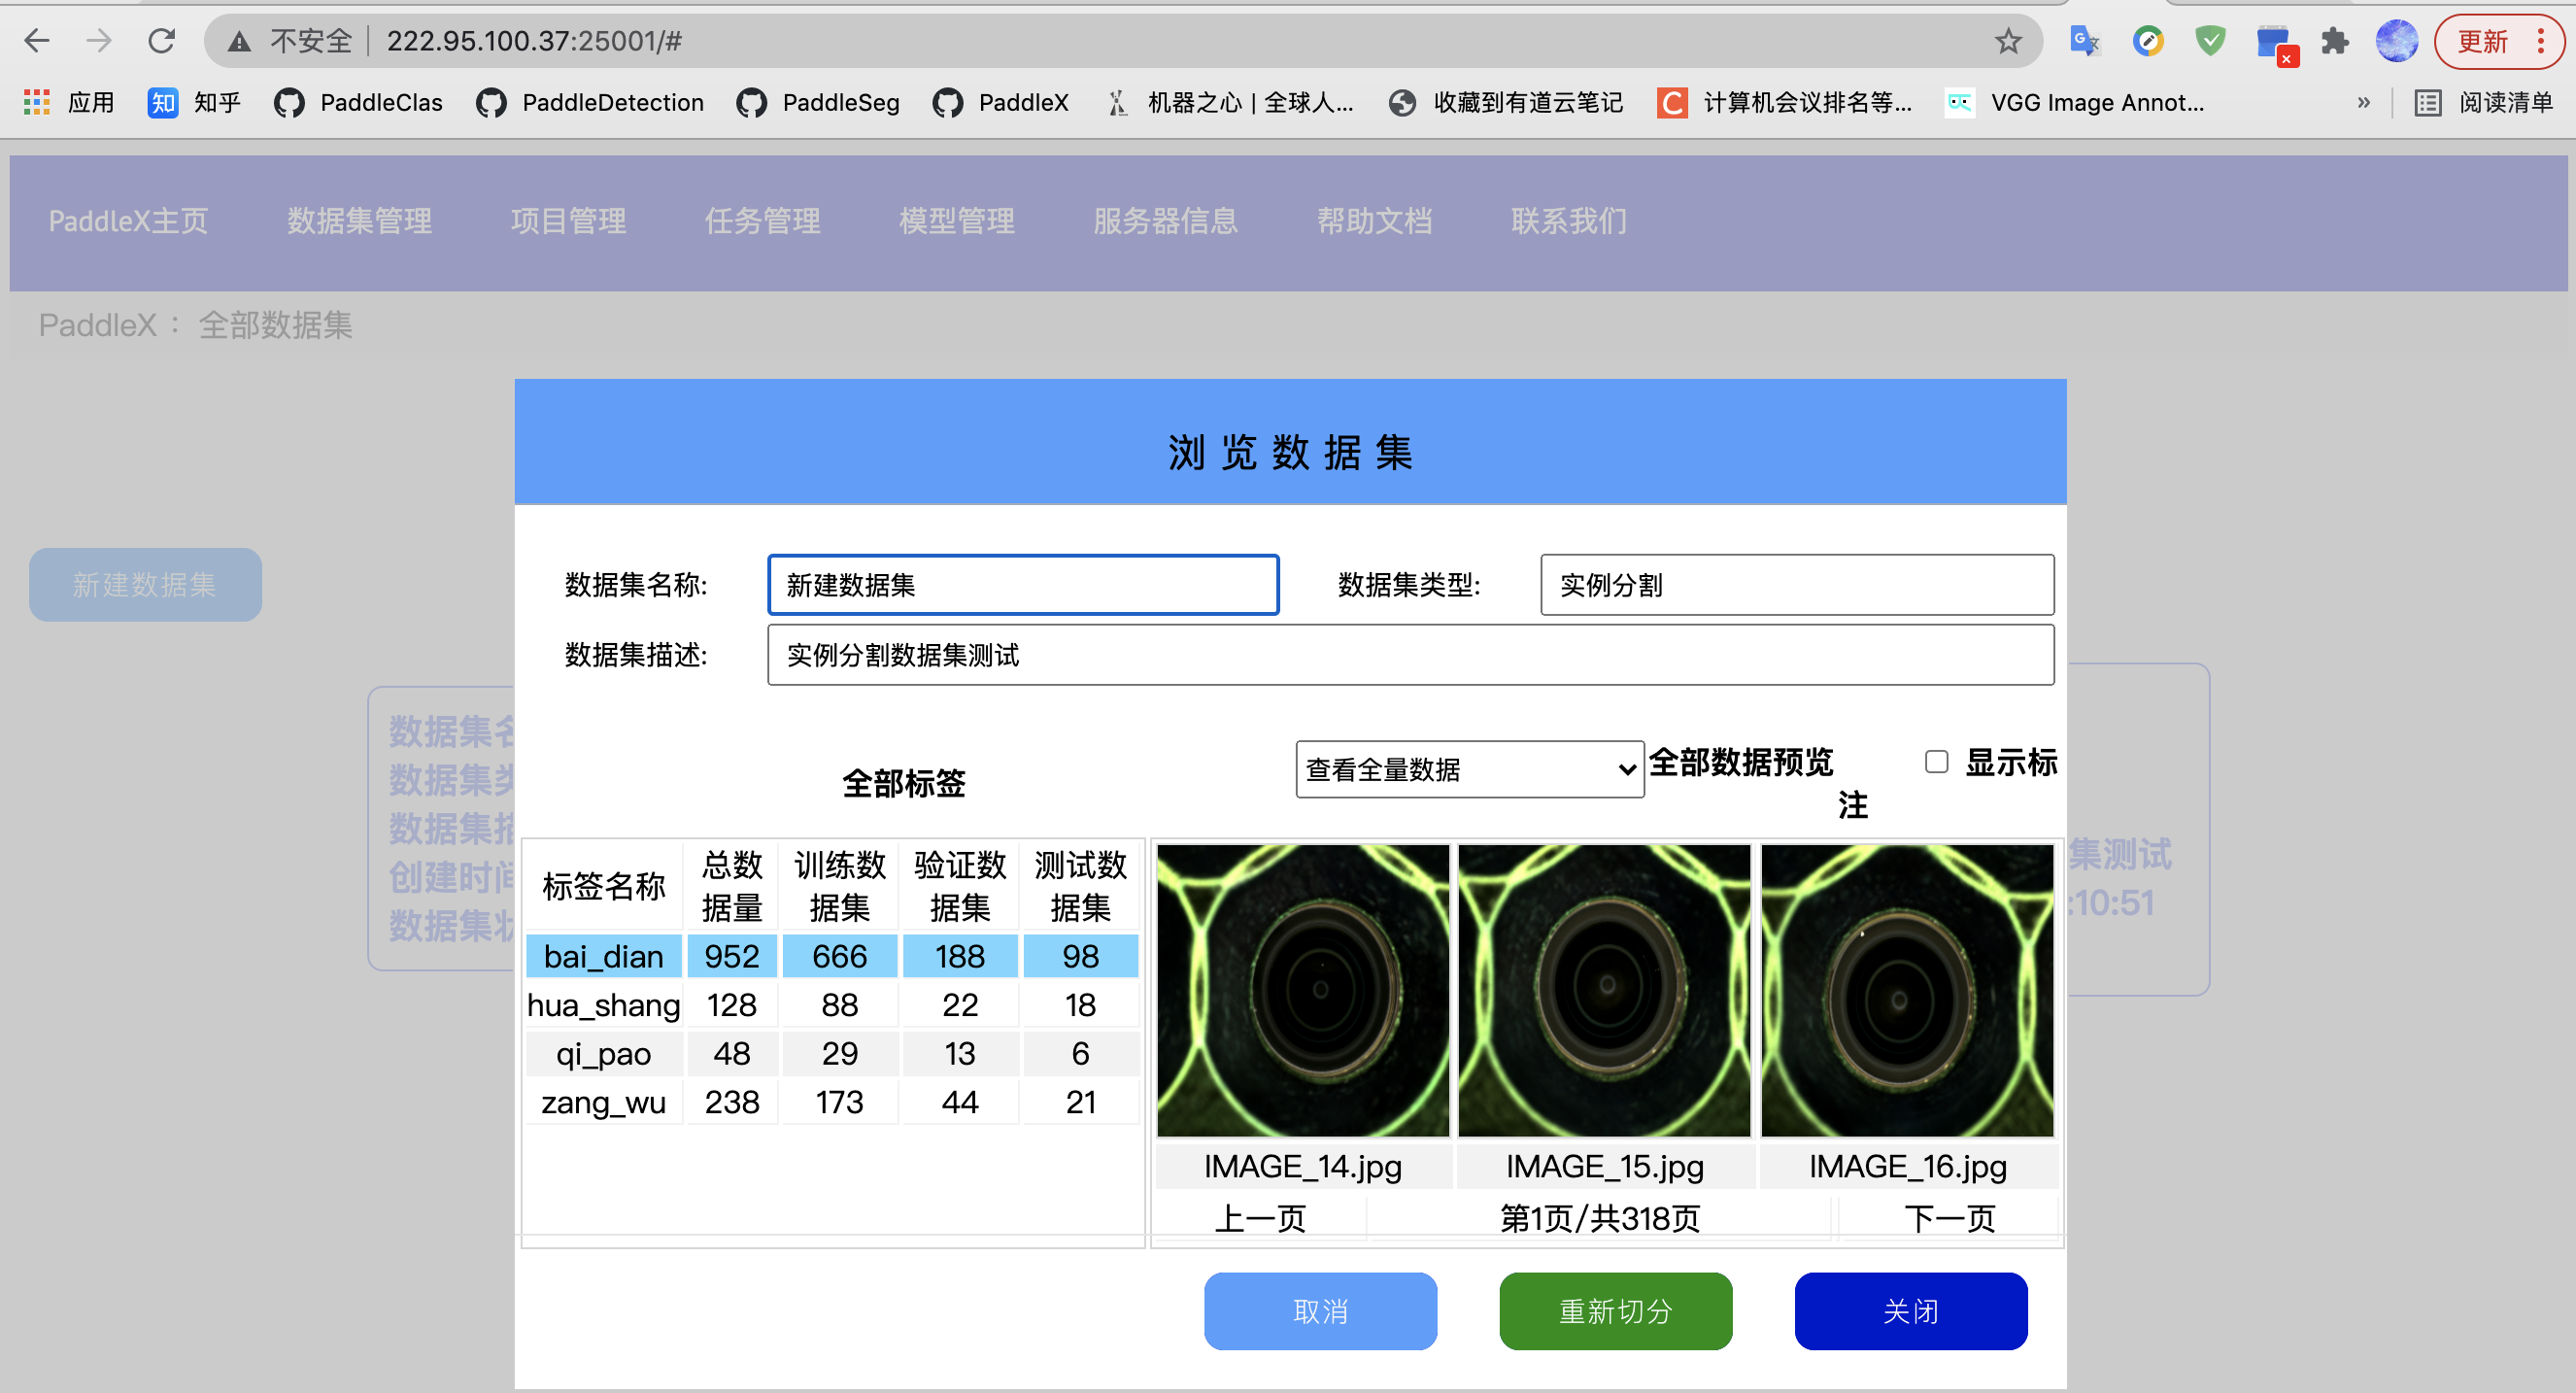 不安全 222.95.100.37:25001/# 更新
应用 知 知乎 PaddleClas PaddleDetection PaddleSeg PaddleX 机器之心 | 全球人... 收藏到有道云笔记 C 计算机会议排名等... VGG Image Annot... » 阅读清单
PaddleX主页 数据集管理 项目管理 任务管理 模型管理 服务器信息 帮助文档 联系我们
PaddleX： 全部数据集
浏览数据集
新建数据集
数据集名称: 新建数据集 数据集类型: 实例分割
数据集描述: 实例分割数据集测试
数据集
数据集
数据集
创建时间
数据集
集测试
:10:51
全部标签
查看全量数据 全部数据预览 显示标
注
标签名称 总数据量 训练数据集 验证数据集 测试数据集
bai_dian 952 666 188 98
hua_shang 128 88 22 18
qi_pao 48 29 13 6
zang_wu 238 173 44 21
IMAGE_14.jpg IMAGE_15.jpg IMAGE_16.jpg
上一页 第1页/共318页 下一页
取消 重新切分 关闭